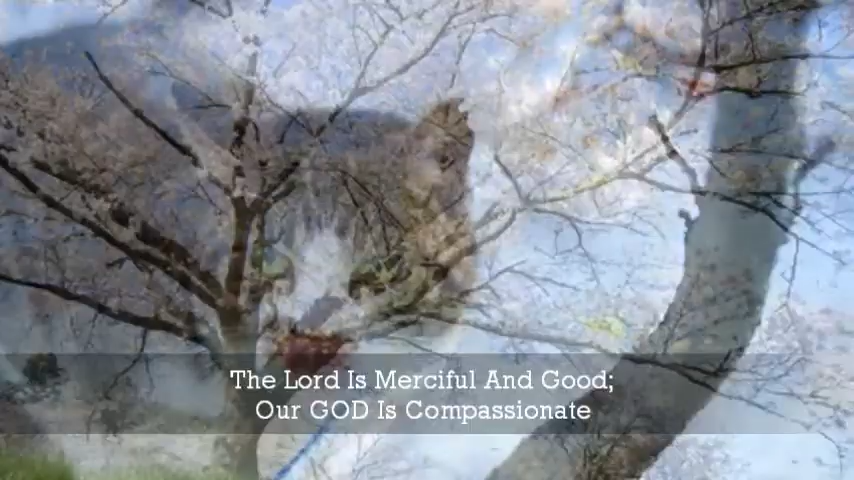 The Lord Is Merciful And Good;
Our GOD Is Compassionate